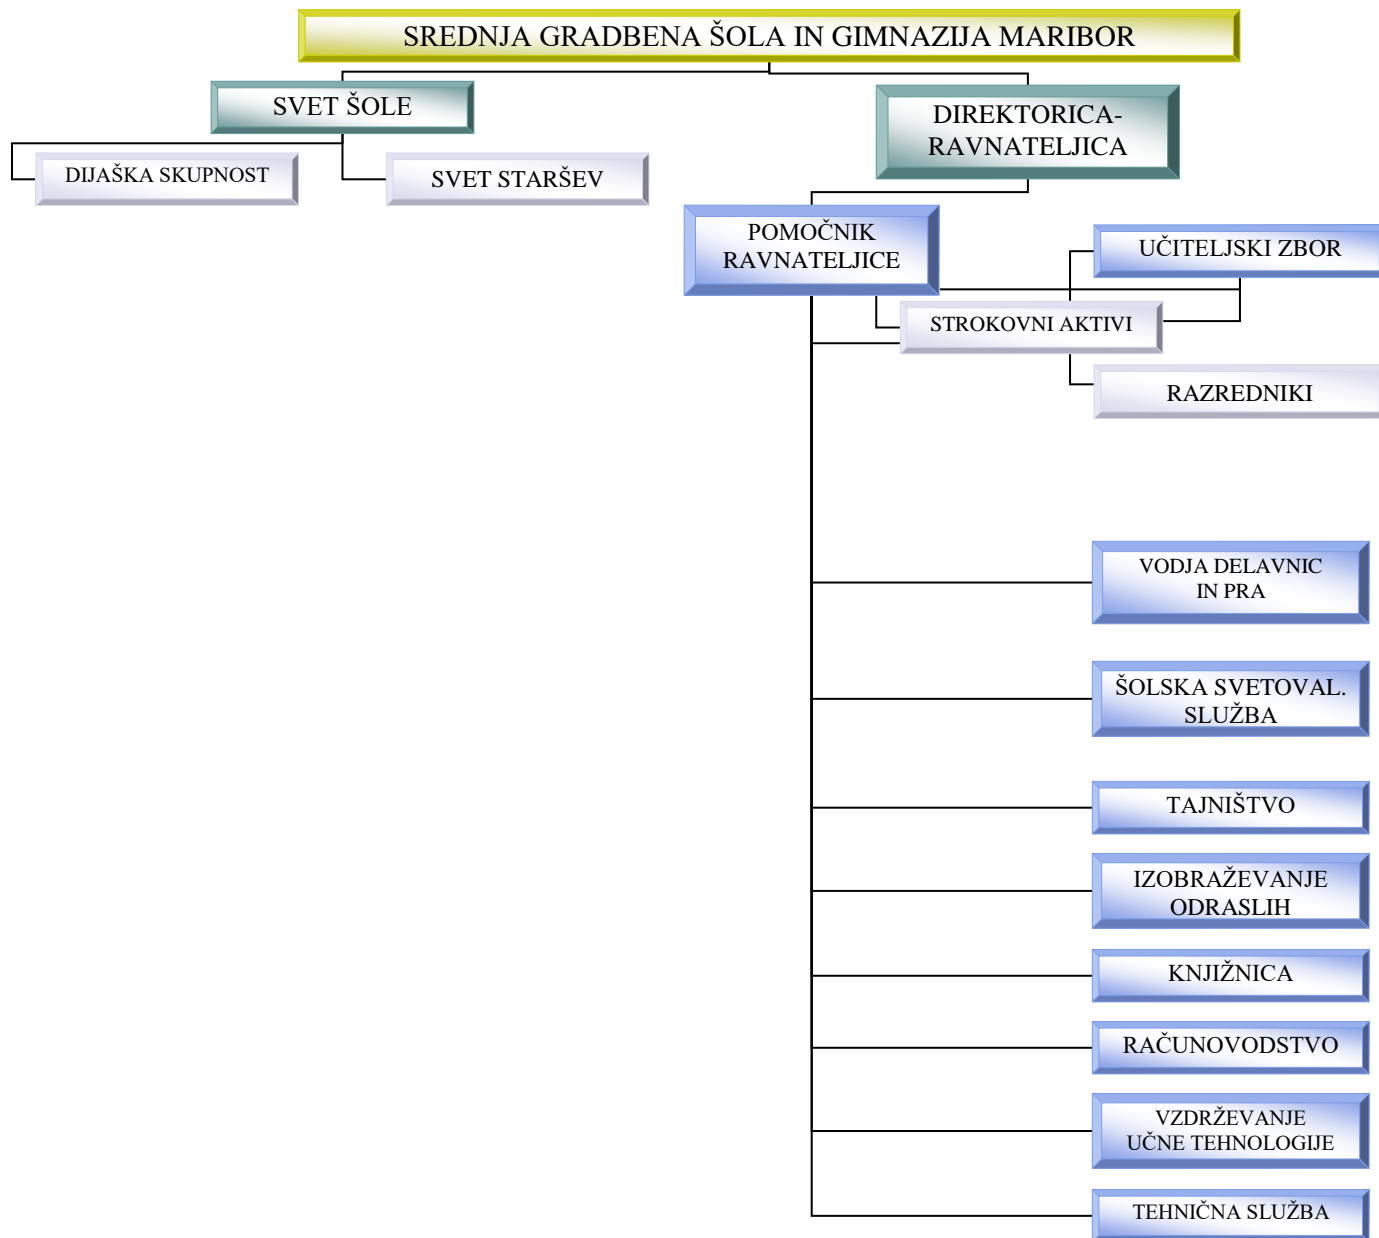 SREDNJA GRADBENA ŠOLA IN GIMNAZIJA MARIBOR
SVET ŠOLE
DIREKTORICA-
RAVNATELJICA
DIJAŠKA SKUPNOST
SVET STARŠEV
POMOČNIK
RAVNATELJICE
UČITELJSKI ZBOR
STROKOVNI AKTIVI
RAZREDNIKI
VODJA DELAVNIC
IN PRA
ŠOLSKA SVETOVAL.
SLUŽBA
TAJNIŠTVO
IZOBRAŽEVANJE
ODRASLIH
KNJIŽNICA
RAČUNOVODSTVO
VZDRŽEVANJE
UČNE TEHNOLOGIJE
TEHNIČNA SLUŽBA